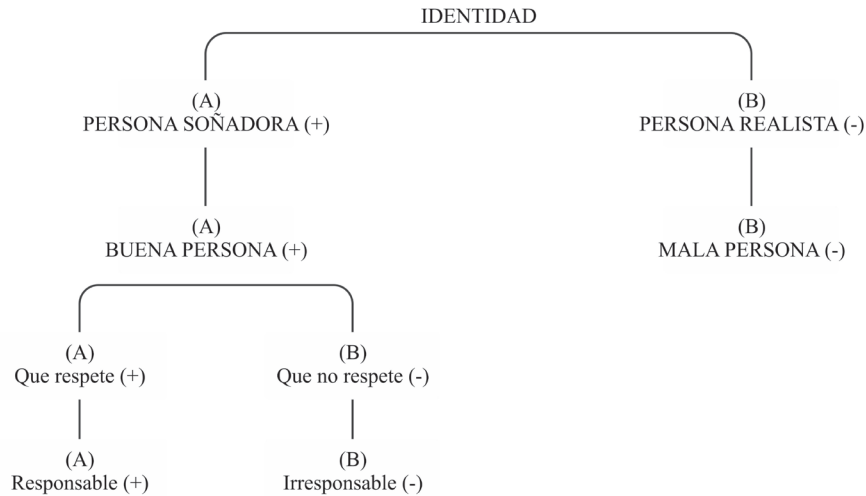 IDENTIDAD
(A)
PERSONA SOÑADORA (+)
(B)
PERSONA REALISTA (-)
(A)
BUENA PERSONA (+)
(B)
MALA PERSONA (-)
(A)
Que respete (+)
(B)
Que no respete (-)
(A)
Responsable (+)
(B)
Irresponsable (-)